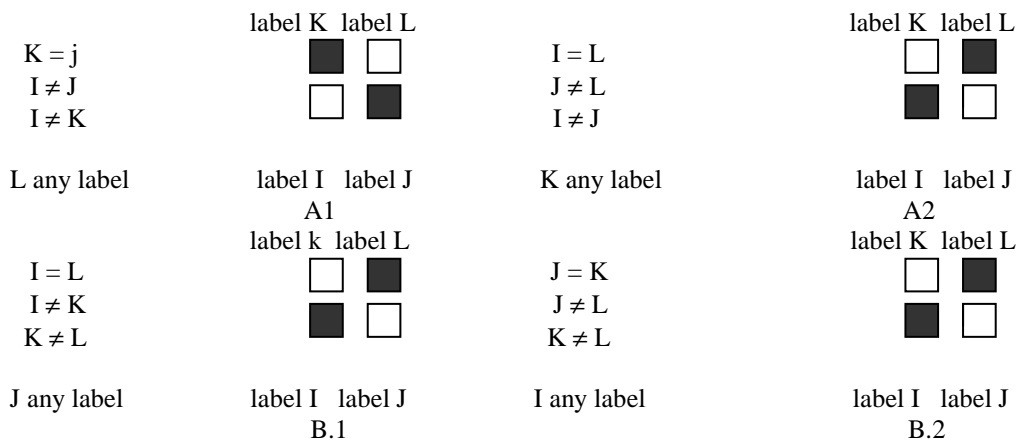 label K label L
K = j
I ≠ J
I ≠ K
L any label
label I label J
A1
label K label L
I = L
J ≠ L
I ≠ J
K any label
label I label J
A2
label k label L
I = L
I ≠ K
K ≠ L
J any label
label I label J
B.1
label K label L
J = K
J ≠ L
K ≠ L
I any label
label I label J
B.2